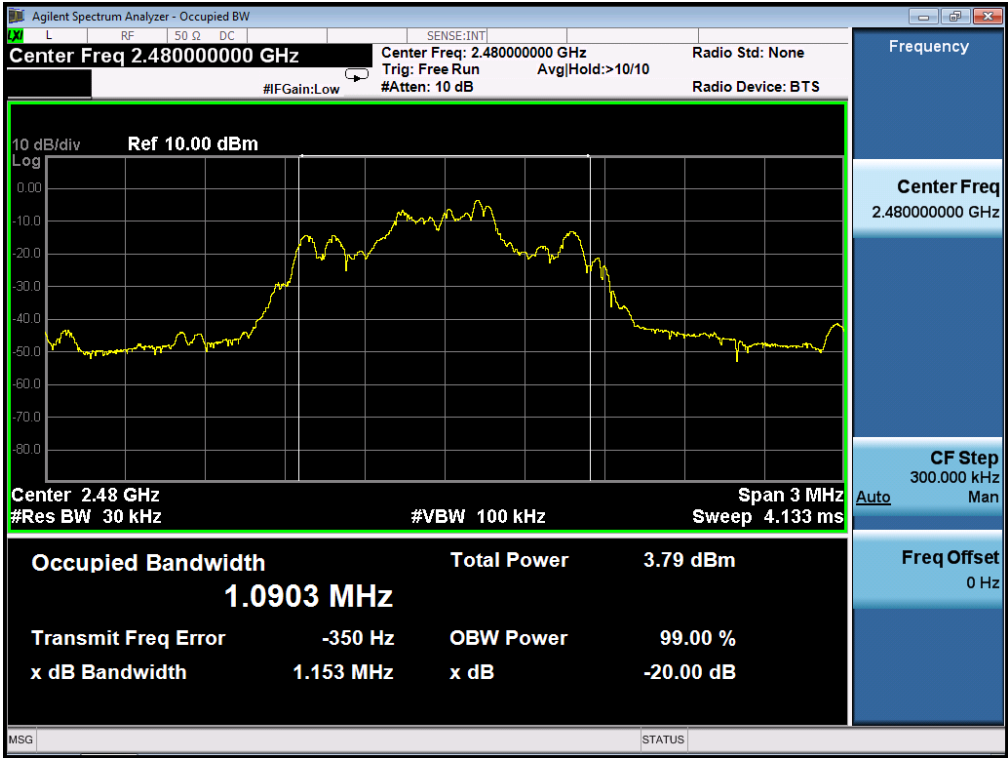 Agilent Spectrum Analyzer - Occupied BW
LXI L RF 50 Ω DC SENSE:INT
Center Freq 2.480000000 GHz
Center Freq: 2.480000000 GHz
Radio Std: None
Trig: Free Run Avg|Hold:>10/10
#IFGain:Low #Atten: 10 dB Radio Device: BTS
10 dB/div Ref 10.00 dBm
Log
0.00
-10.0
-20.0
-30.0
-40.0
-50.0
-60.0
-70.0
-80.0
Center 2.48 GHz Span 3 MHz
#Res BW 30 kHz #VBW 100 kHz Sweep 4.133 ms
Occupied Bandwidth Total Power 3.79 dBm
1.0903 MHz
Transmit Freq Error -350 Hz OBW Power 99.00 %
x dB Bandwidth 1.153 MHz x dB -20.00 dB
MSG STATUS
Frequency
Center Freq
2.480000000 GHz
CF Step
300.000 kHz
Auto Man
Freq Offset
0 Hz